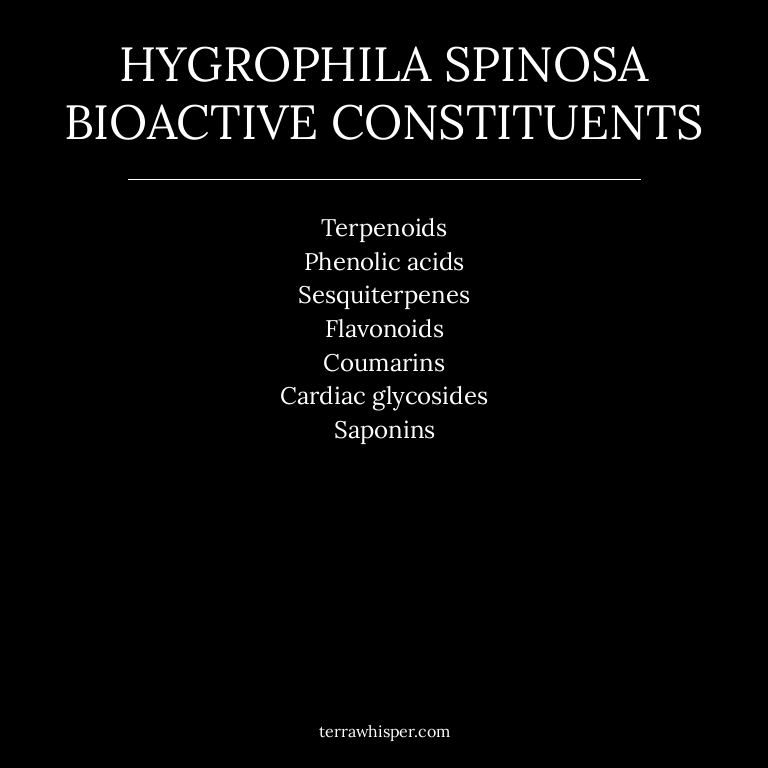 HYGROPHILA SPINOSA
BIOACTIVE CONSTITUENTS
Terpenoids
Phenolic acids
Sesquiterpenes
Flavonoids
Coumarins
Cardiac glycosides
Saponins
terrawhisper.com